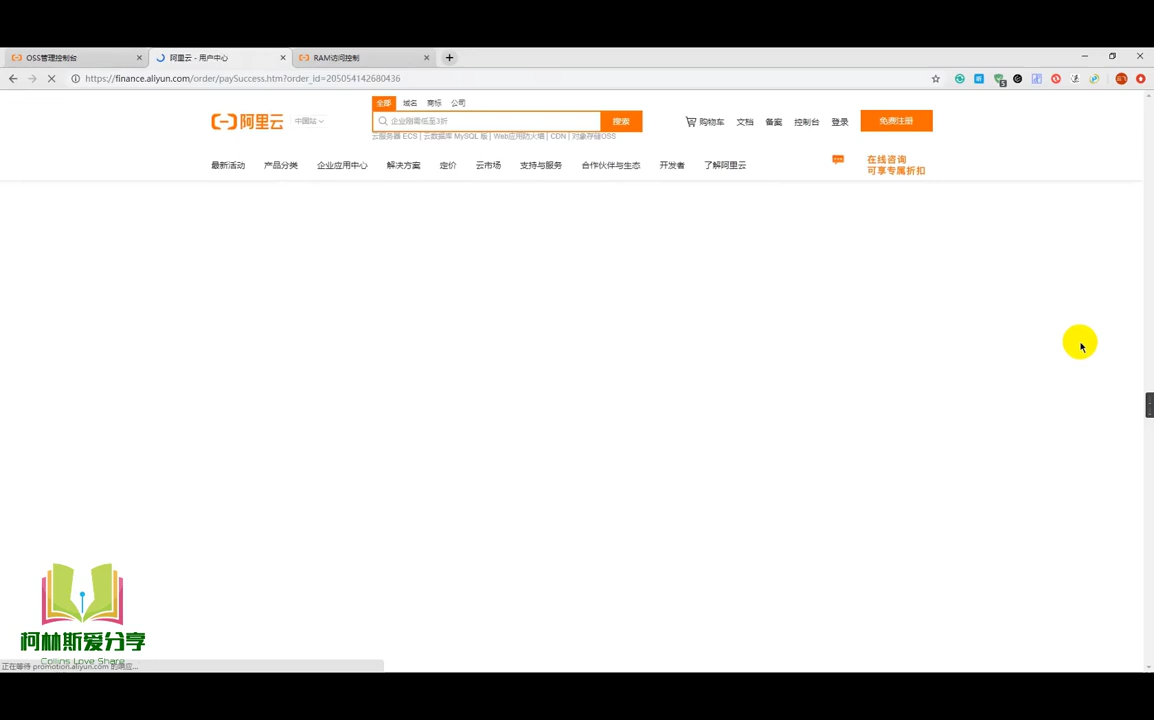 OSS管理控制台
阿里云 - 用户中心
RAM访问控制
https://finance.aliyun.com/order/paySuccess.htm?order_id=205054142680436
全部 域名 商标 公司
阿里云 中国站
企业刚需低至3折 搜索
购物车 文档 备案 控制台 登录 免费注册
云服务器 ECS | 云数据库 MySQL 版 | Web应用防火墙 | CDN | 对象存储OSS
最新活动 产品分类 企业应用中心 解决方案 定价 云市场 支持与服务 合作伙伴与生态 开发者 了解阿里云
在线咨询
可享专属折扣
柯林斯爱分享
Collins Love Share
正在等待 promotion.aliyun.com 的响应...